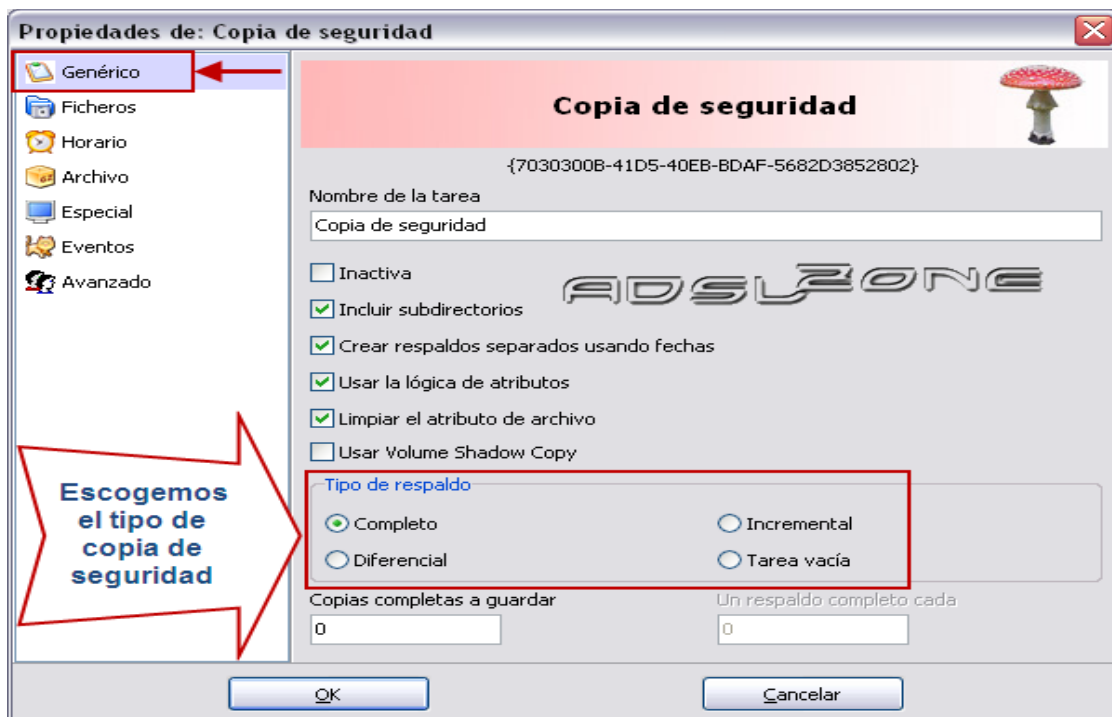 Propiedades de: Copia de seguridad
Genérico
Ficheros
Horario
Archivo
Especial
Eventos
Avanzado
Copia de seguridad
{7030300B-41D5-40EB-BDAF-5682D3852802}
Nombre de la tarea
Copia de seguridad
Inactiva
ADSLZONE
Incluir subdirectorios
Crear respaldos separados usando fechas
Usar la lógica de atributos
Limpiar el atributo de archivo
Usar Volume Shadow Copy
Escogemos
el tipo de
copia de
seguridad
Tipo de respaldo
Completo
Incremental
Diferencial
Tarea vacía
Copias completas a guardar
Un respaldo completo cada
0
0
OK
Cancelar